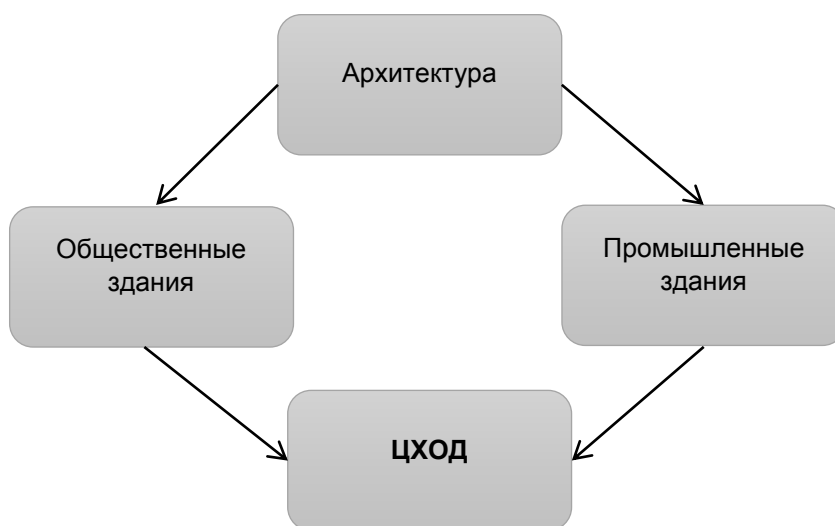 Архитектура
Общественные
здания
Промышленные
здания
ЦХОД